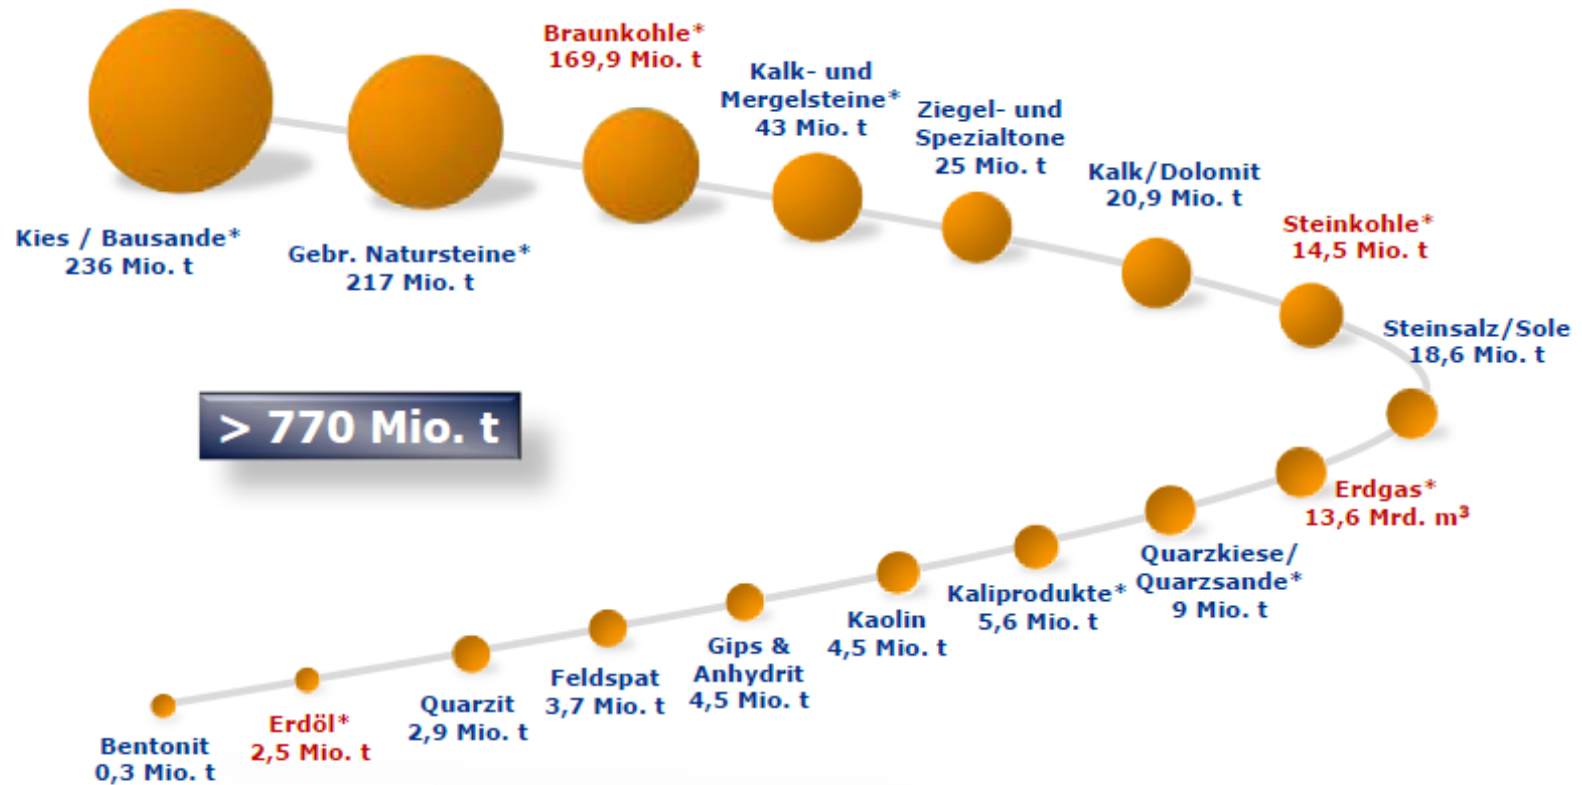 Braunkohle*
169,9 Mio. t
Kalk- und
Mergelsteine*
43 Mio. t
Ziegel- und
Spezialtone
25 Mio. t
Kalk/Dolomit
20,9 Mio. t
Steinkohle*
14,5 Mio. t
Kies / Bausande*
236 Mio. t
Gebr. Natursteine*
217 Mio. t
Steinsalz/Sole
18,6 Mio. t
> 770 Mio. t
Erdgas*
13,6 Mrd. m³
Quarzkiese/
Quarzsande*
9 Mio. t
Kaliprodukte*
5,6 Mio. t
Kaolin
4,5 Mio. t
Gips &
Anhydrit
4,5 Mio. t
Feldspat
3,7 Mio. t
Quarzit
2,9 Mio. t
Erdöl*
2,5 Mio. t
Bentonit
0,3 Mio. t